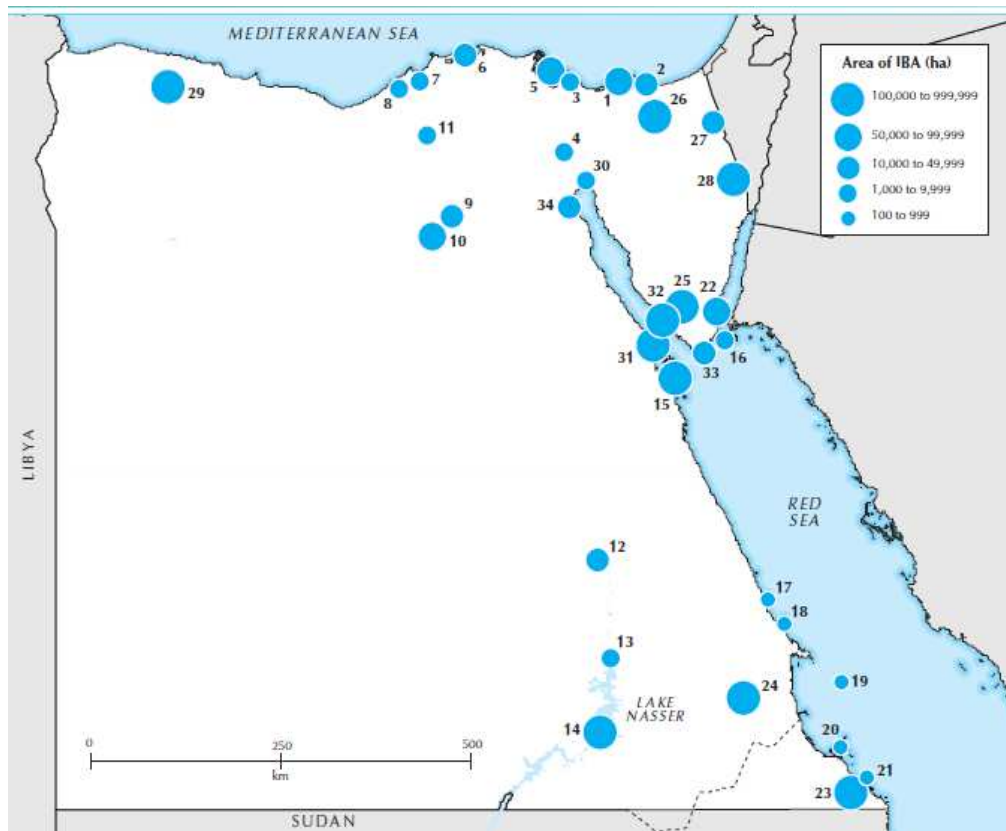 MEDITERRANEAN SEA
Area of IBA (ha)
100,000 to 999,999
50,000 to 99,999
10,000 to 49,999
1,000 to 9,999
100 to 999
29
8
7
6
5
3
1
2
26
27
11
4
30
28
34
9
10
25
22
32
31
33
16
15
LIBYA
RED
SEA
12
17
18
13
19
24
LAKE
NASSER
14
20
21
23
0
250
500
km
SUDAN